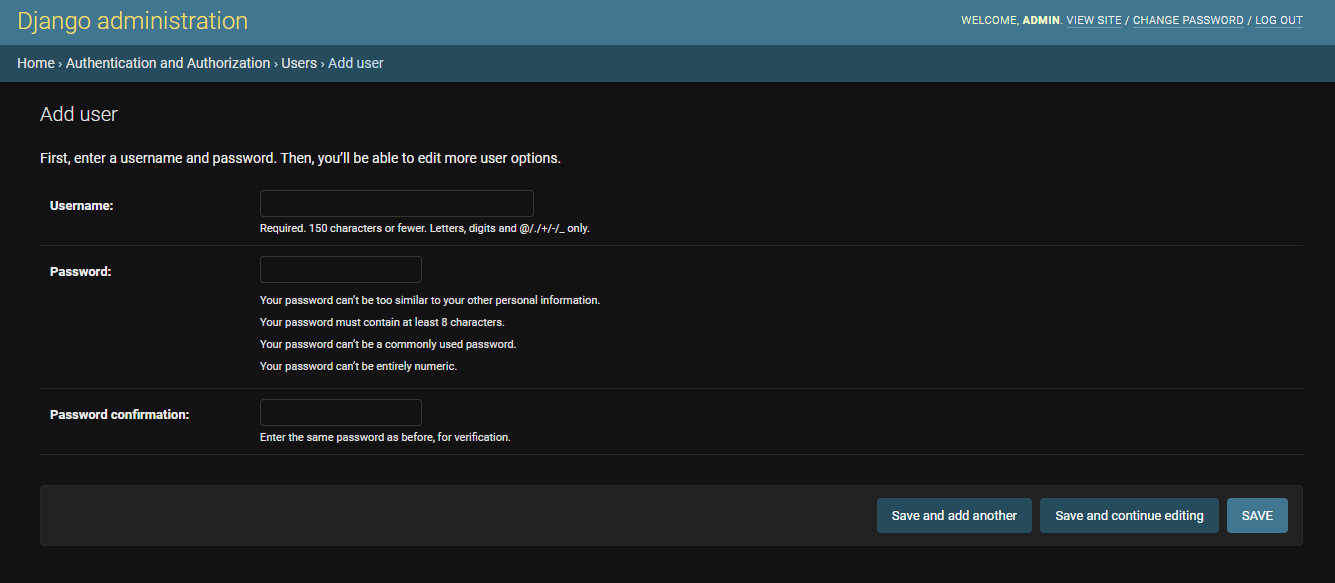 Django administration
WELCOME, ADMIN. VIEW SITE / CHANGE PASSWORD / LOG OUT
Home › Authentication and Authorization › Users › Add user
Add user
First, enter a username and password. Then, you’ll be able to edit more user options.
Username:
Required. 150 characters or fewer. Letters, digits and @/./+/-/_ only.
Password:
Your password can’t be too similar to your other personal information.
Your password must contain at least 8 characters.
Your password can’t be a commonly used password.
Your password can’t be entirely numeric.
Password confirmation:
Enter the same password as before, for verification.
Save and add another
Save and continue editing
SAVE